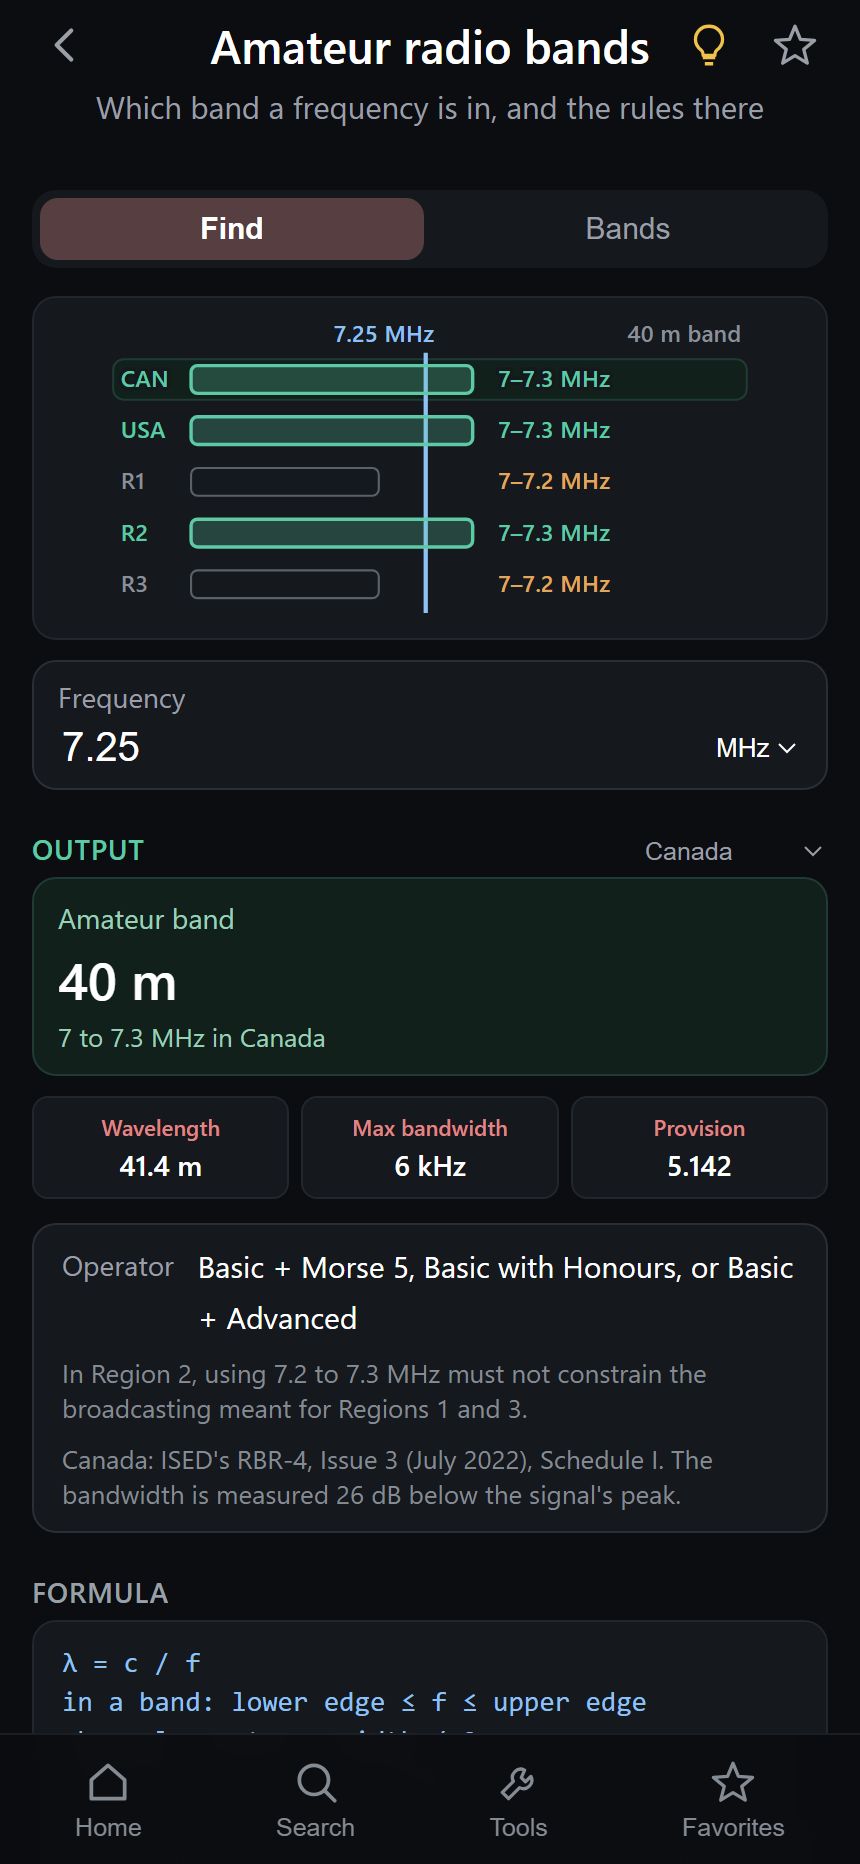 Amateur radio bands
Which band a frequency is in, and the rules there
Find
Bands
7.25 MHz
40 m band
CAN 7–7.3 MHz
USA 7–7.3 MHz
R1 7–7.2 MHz
R2 7–7.3 MHz
R3 7–7.2 MHz
Frequency
7.25
MHz
OUTPUT
Canada
Amateur band
40 m
7 to 7.3 MHz in Canada
Wavelength
41.4 m
Max bandwidth
6 kHz
Provision
5.142
Operator Basic + Morse 5, Basic with Honours, or Basic
+ Advanced
In Region 2, using 7.2 to 7.3 MHz must not constrain the
broadcasting meant for Regions 1 and 3.
Canada: ISED's RBR-4, Issue 3 (July 2022), Schedule I. The
bandwidth is measured 26 dB below the signal's peak.
FORMULA
λ = c / f
in a band: lower edge ≤ f ≤ upper edge
Home
Search
Tools
Favorites